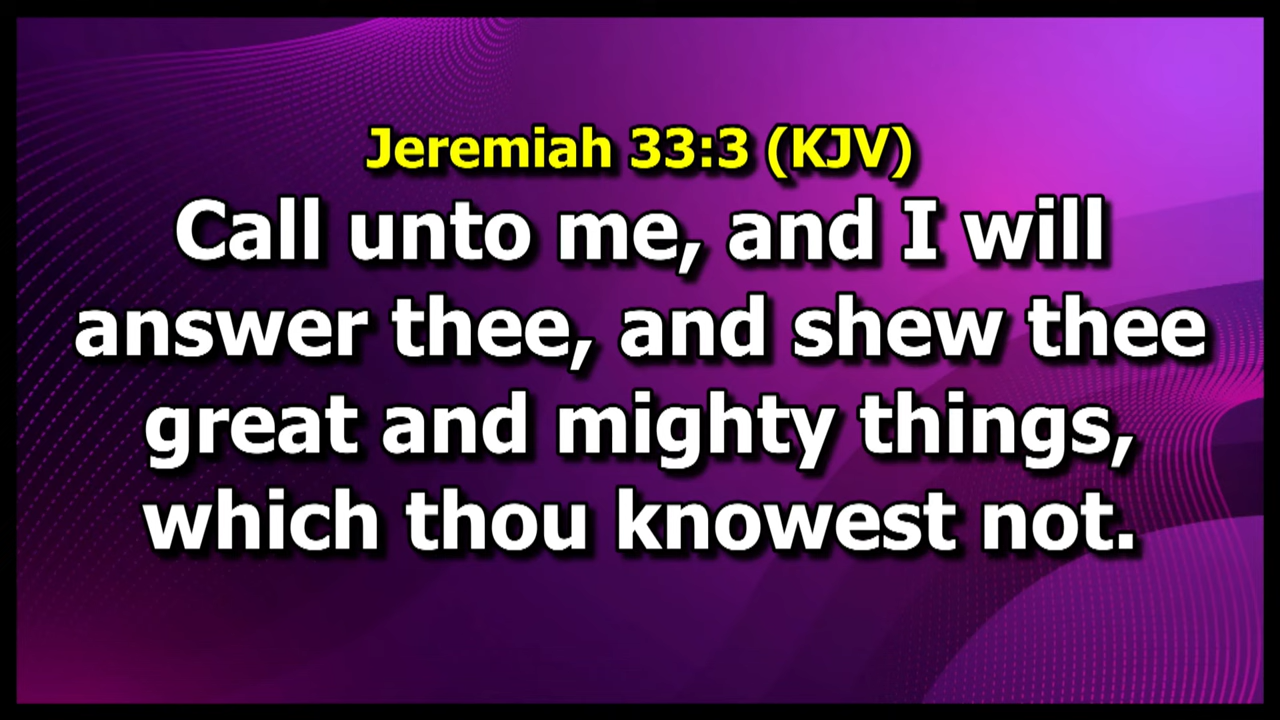 Jeremiah 33:3 (KJV)
Call unto me, and I will
answer thee, and shew thee
great and mighty things,
which thou knowest not.